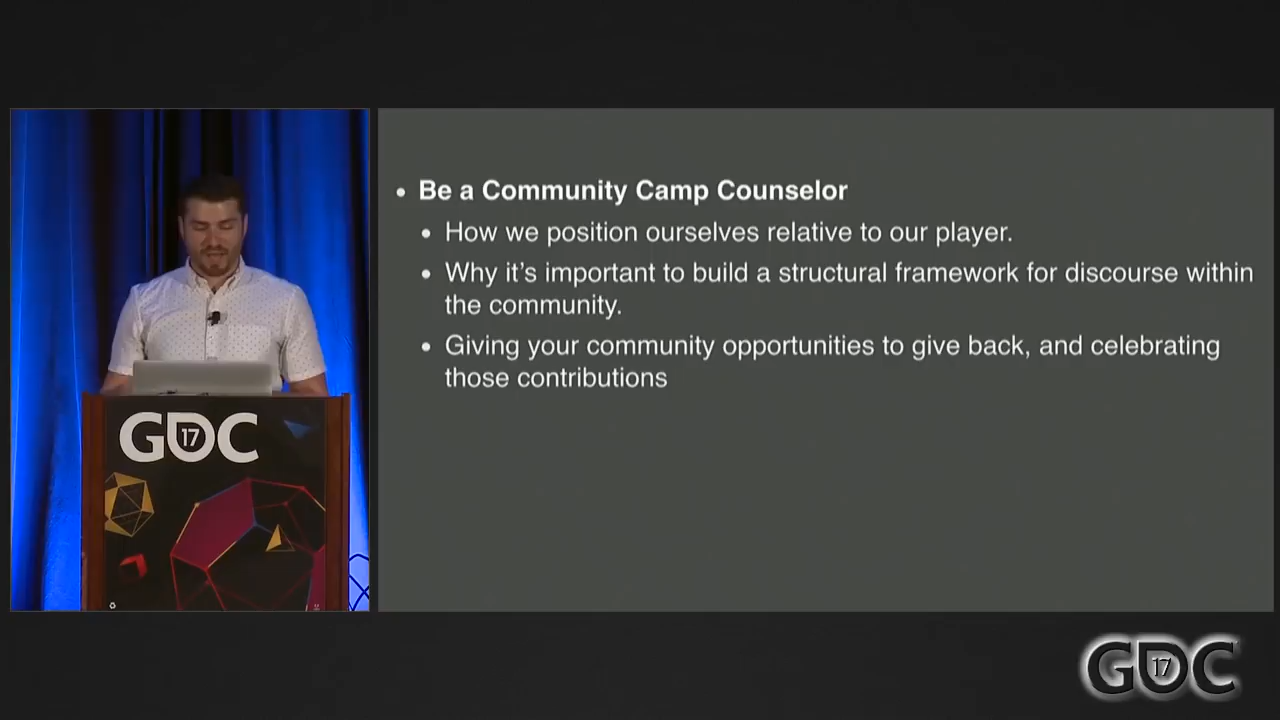 Be a Community Camp Counselor
How we position ourselves relative to our player.
Why it's important to build a structural framework for discourse within
the community.
Giving your community opportunities to give back, and celebrating
those contributions
GDC
17
GDC
17